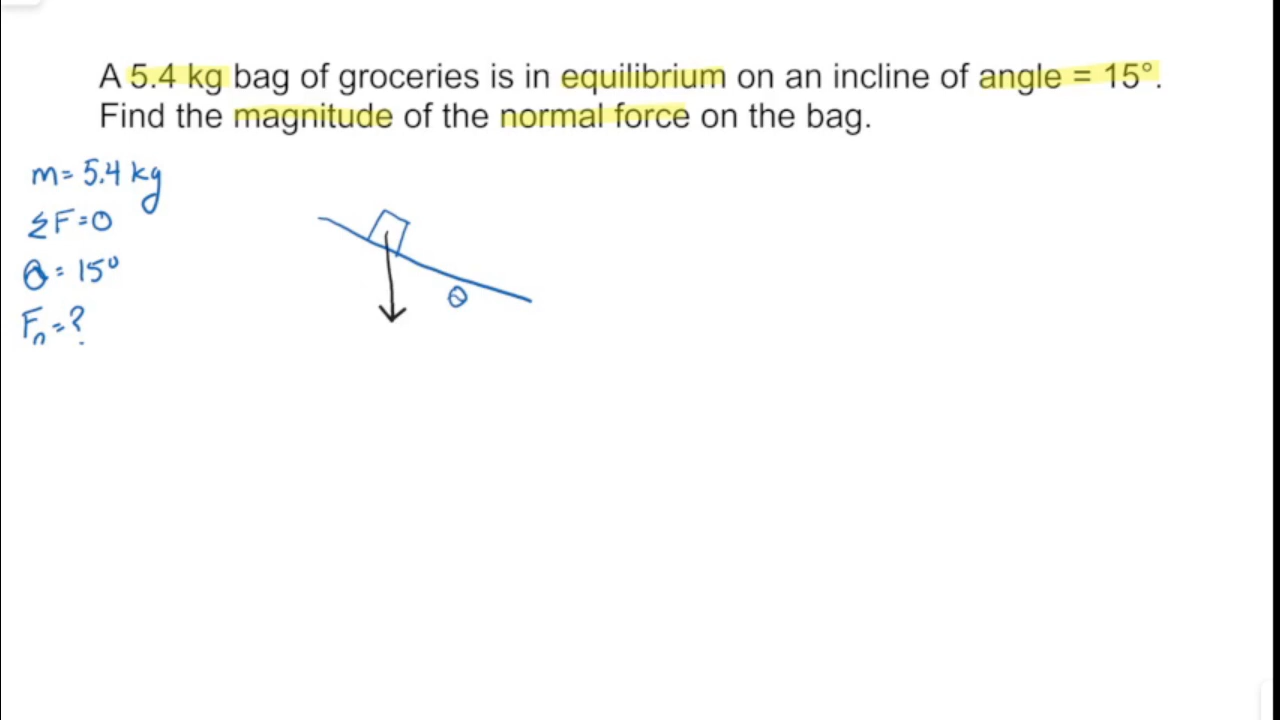 A 5.4 kg bag of groceries is in equilibrium on an incline of angle = 15°.
Find the magnitude of the normal force on the bag.
m = 5.4 kg
ΣF = 0
θ = 15°
Fn = ?
θ